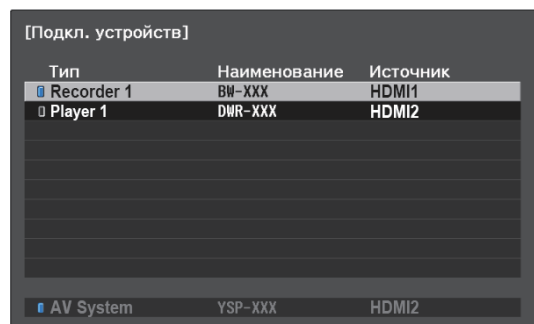 [Подкл. устройств]
Тип Наименование Источник
Recorder 1 BW-XXX HDMI1
Player 1 DWR-XXX HDMI2
AV System YSP-XXX HDMI2